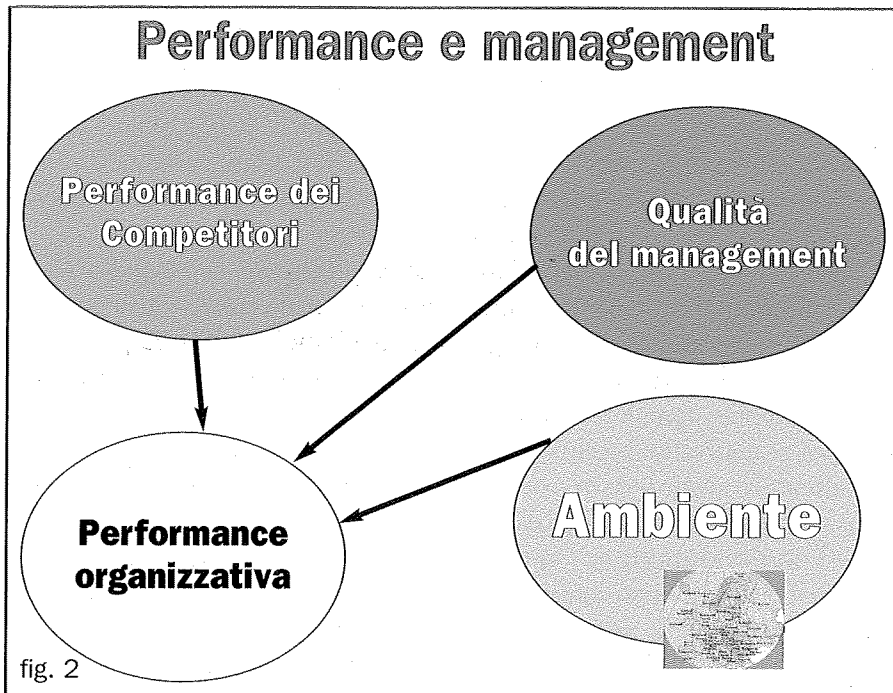 Performance e management
Performance dei
Competitori
Qualità
del management
Performance
organizzativa
Ambiente
fig. 2